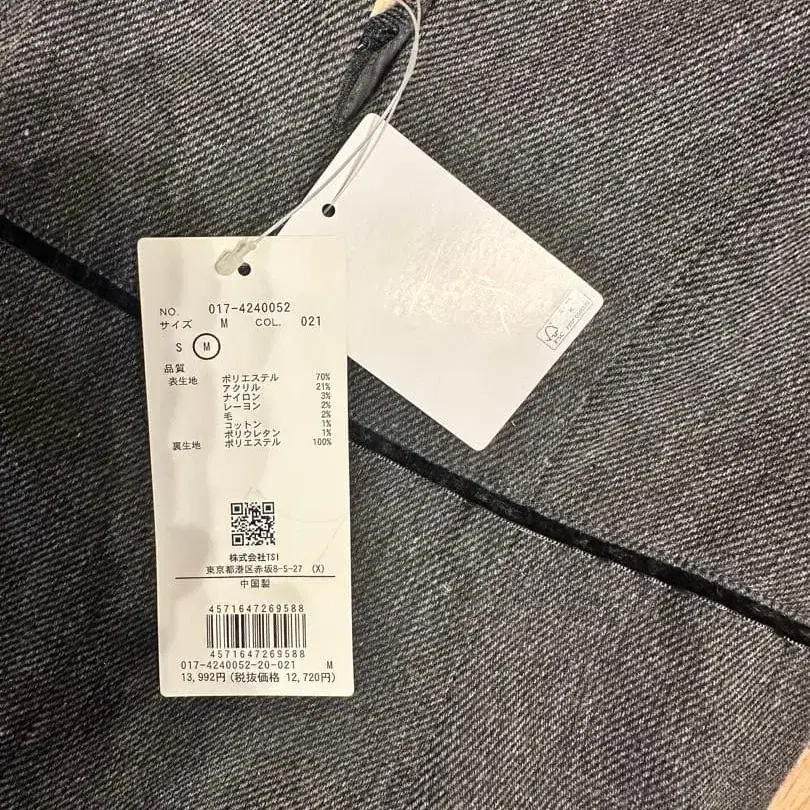 NO. 017-4240052
サイズ M COL. 021
S M
品質
表生地 ポリエステル 70%
アクリル 21%
ナイロン 3%
レーヨン 2%
毛 2%
コットン 1%
ポリウレタン 1%
裏生地 ポリエステル 100%
株式会社TSI
東京都港区赤坂8-5-27 (X)
中国製
4571647269588
4571647269588
017-4240052-20-021 M
13,992円(税抜価格 12,720円)
FSC